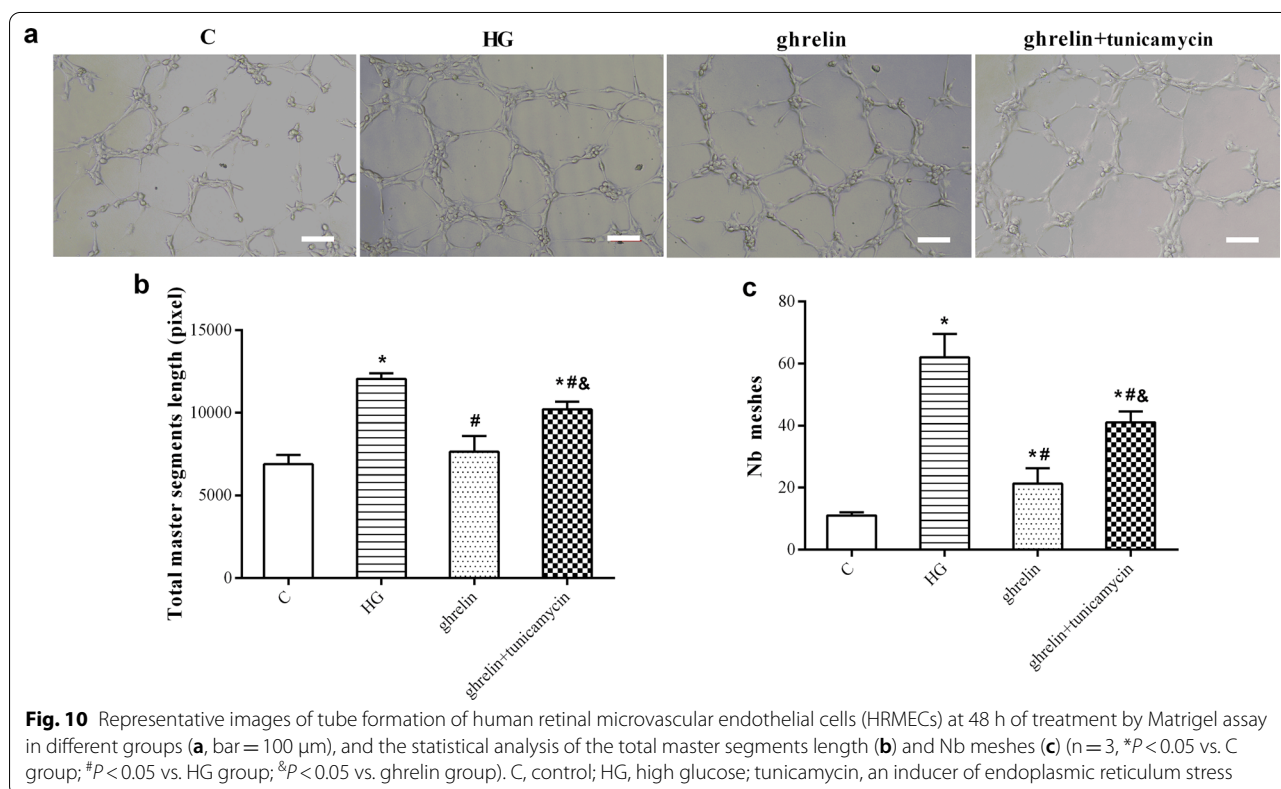 a
C
HG
ghrelin
ghrelin+tunicamycin
b
Total master segments length (pixel)
15000
10000
5000
0
*
#
*#&
C
HG
ghrelin
ghrelin+tunicamycin
c
Nb meshes
80
60
40
20
0
*
*#
*#&
C
HG
ghrelin
ghrelin+tunicamycin
Fig. 10 Representative images of tube formation of human retinal microvascular endothelial cells (HRMECs) at 48 h of treatment by Matrigel assay
in different groups (a, bar = 100 μm), and the statistical analysis of the total master segments length (b) and Nb meshes (c) (n = 3, *P < 0.05 vs. C
group; #P < 0.05 vs. HG group; &P < 0.05 vs. ghrelin group). C, control; HG, high glucose; tunicamycin, an inducer of endoplasmic reticulum stress